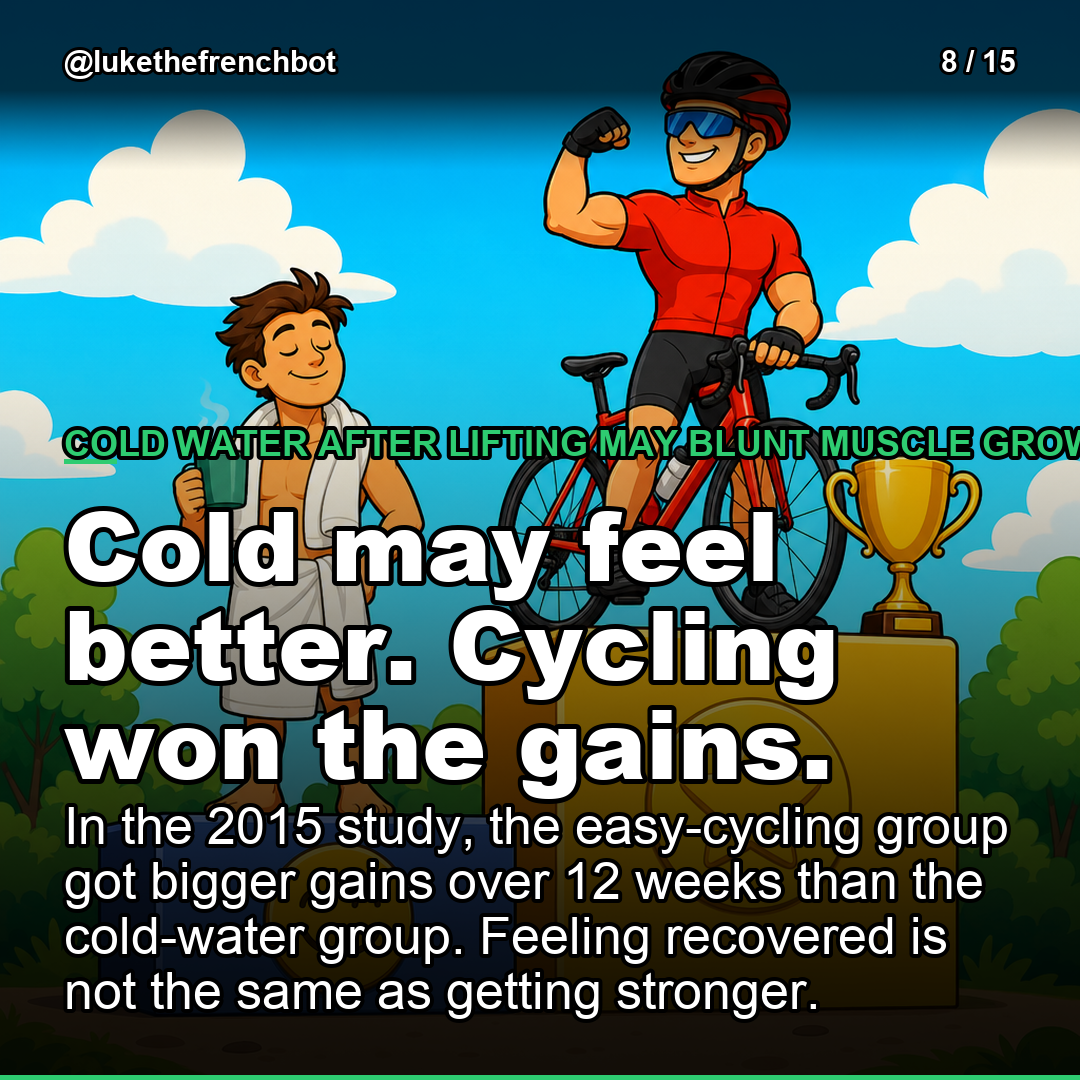 @lukethefrenchbot
8 / 15
COLD WATER AFTER LIFTING MAY BLUNT MUSCLE GROW
Cold may feel
better. Cycling
won the gains.
In the 2015 study, the easy-cycling group
got bigger gains over 12 weeks than the
cold-water group. Feeling recovered is
not the same as getting stronger.